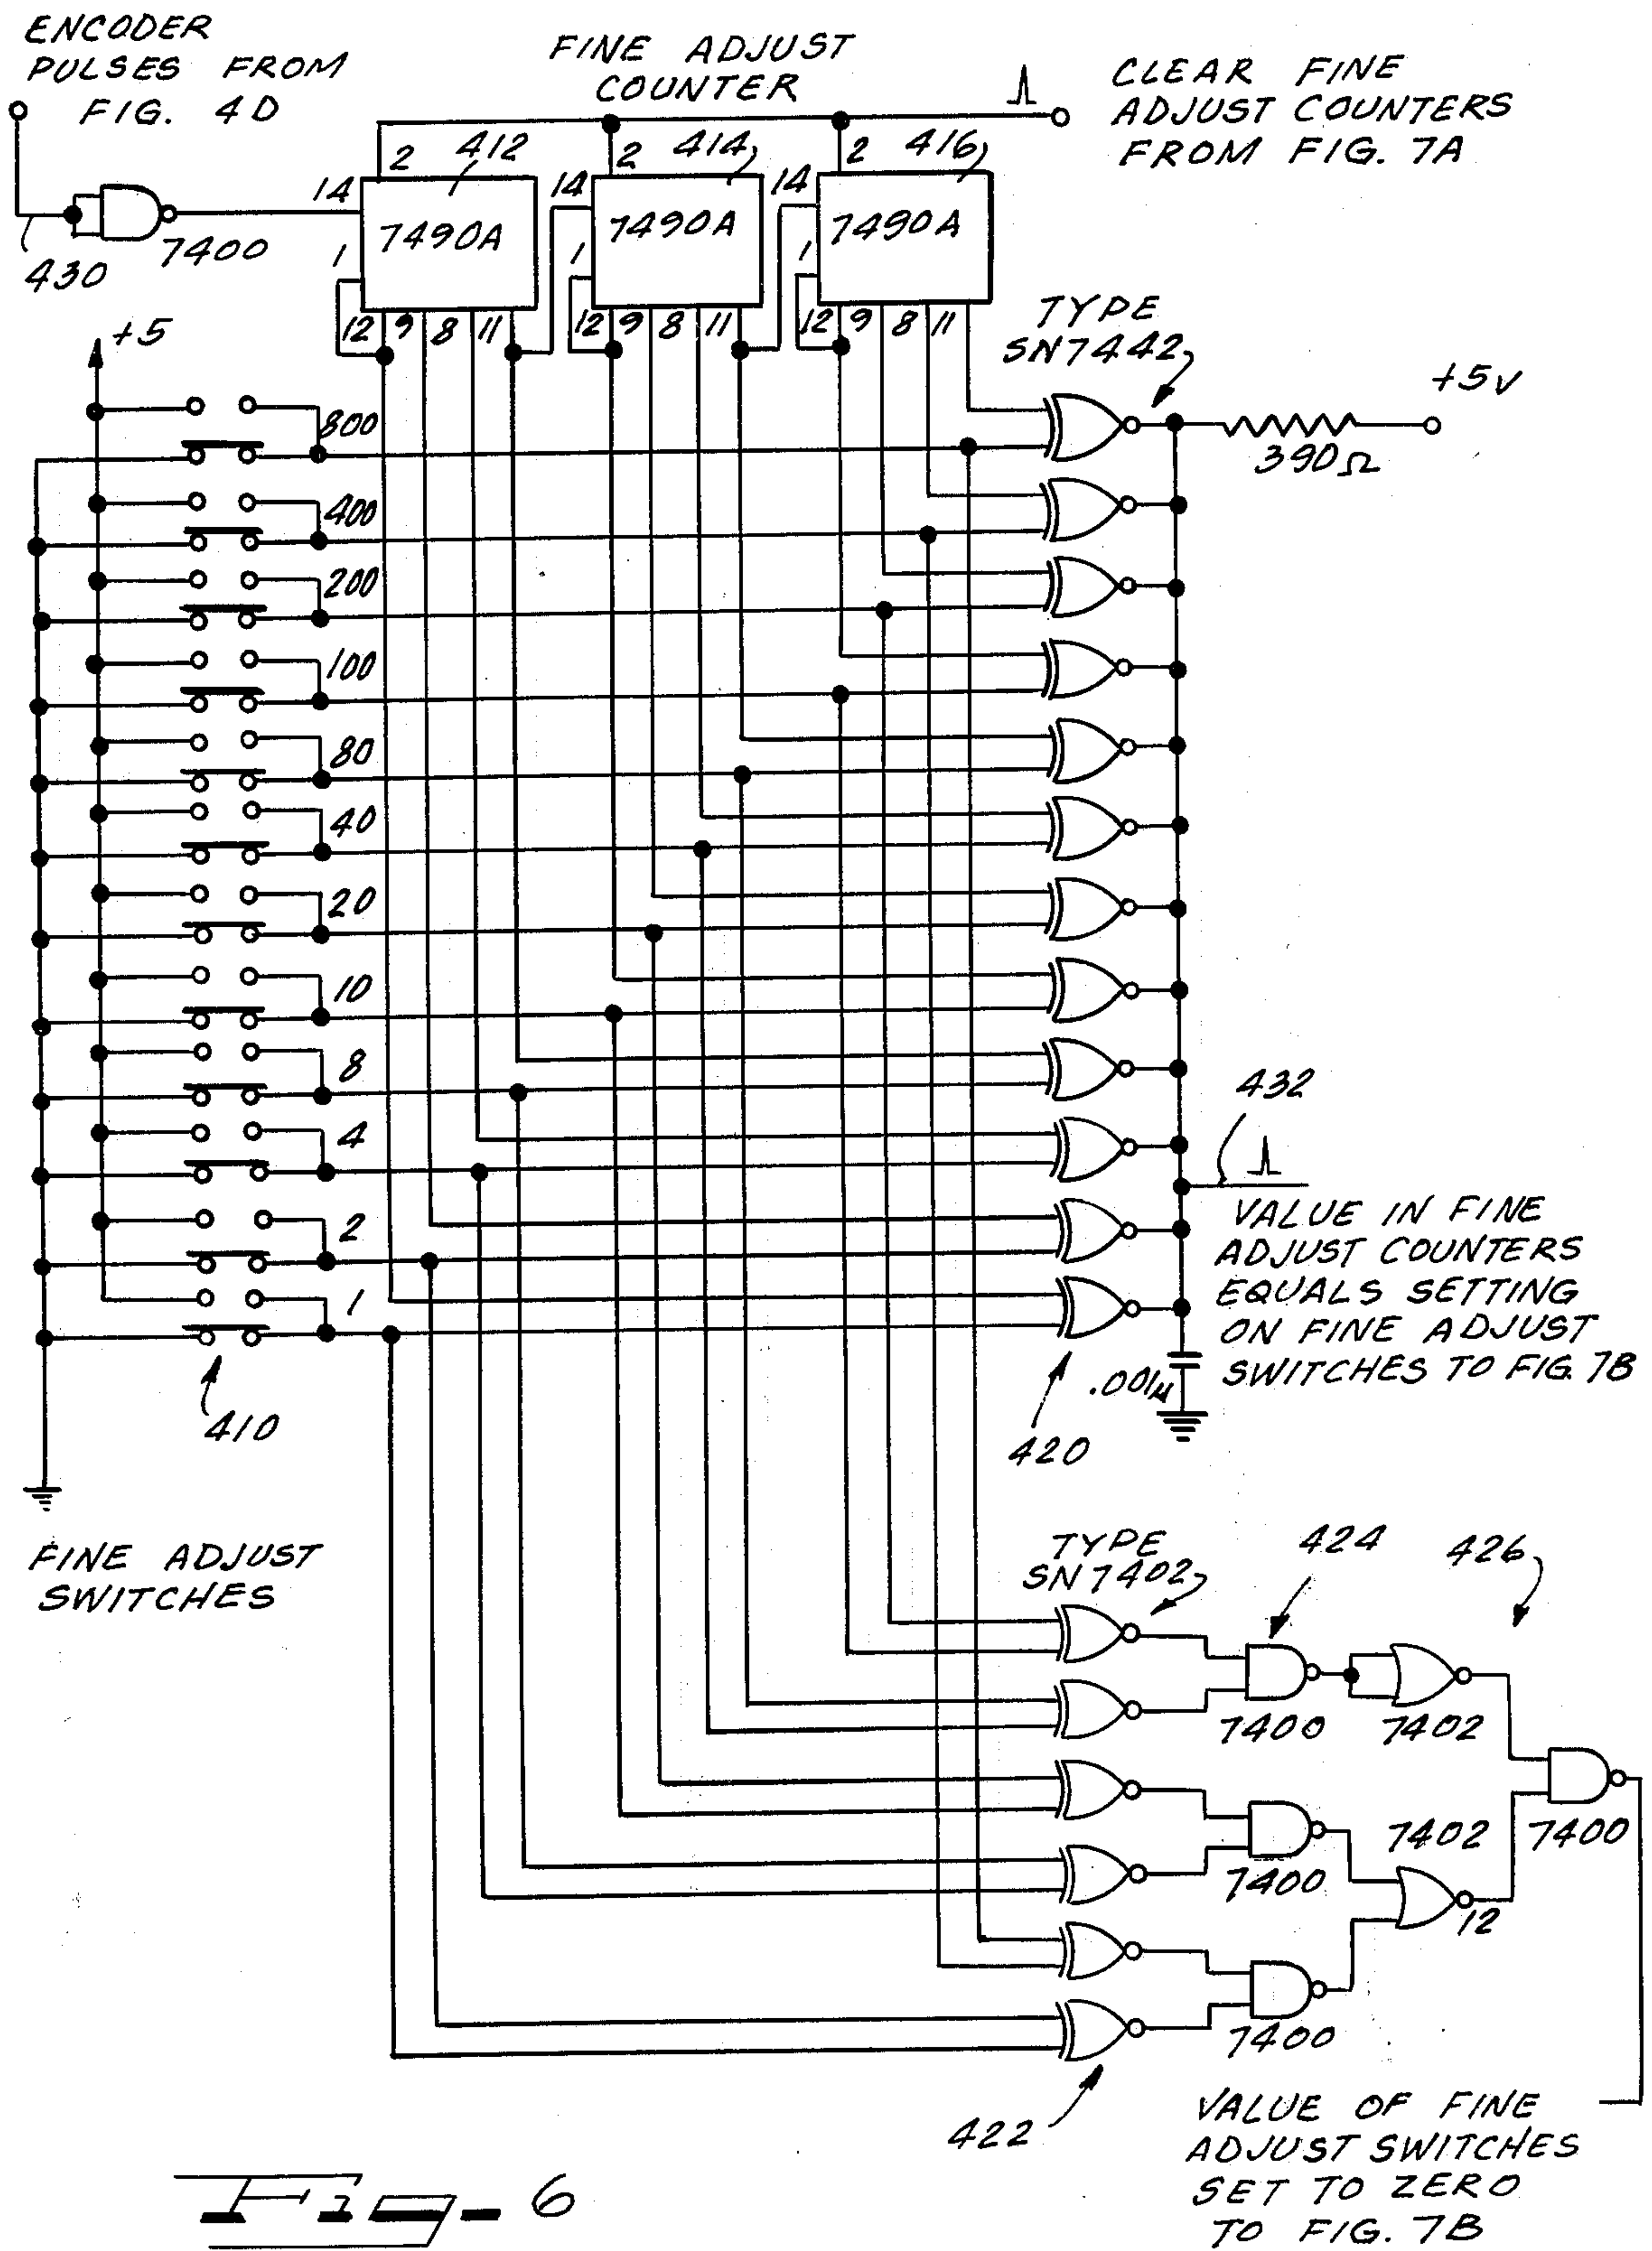 ENCODER
PULSES FROM
FIG. 4D
FINE ADJUST
COUNTER
CLEAR FINE
ADJUST COUNTERS
FROM FIG. 7A
2 412 2 414 2 416
14 14 14
7490A 7490A 7490A
1 1 1
7400
430
12 9 8 11 12 9 8 11 12 9 8 11
+5
TYPE
SN7442
+5V
390Ω
800
400
200
100
80
40
20
10
8
4
2
1
432
VALUE IN FINE
ADJUST COUNTERS
EQUALS SETTING
ON FINE ADJUST
SWITCHES TO FIG. 7B
.001μ
410
420
FINE ADJUST
SWITCHES
TYPE
SN7402
424
426
7400 7402
7402 7400
7400
12
7400
422
VALUE OF FINE
ADJUST SWITCHES
SET TO ZERO
TO FIG. 7B
Fig-6